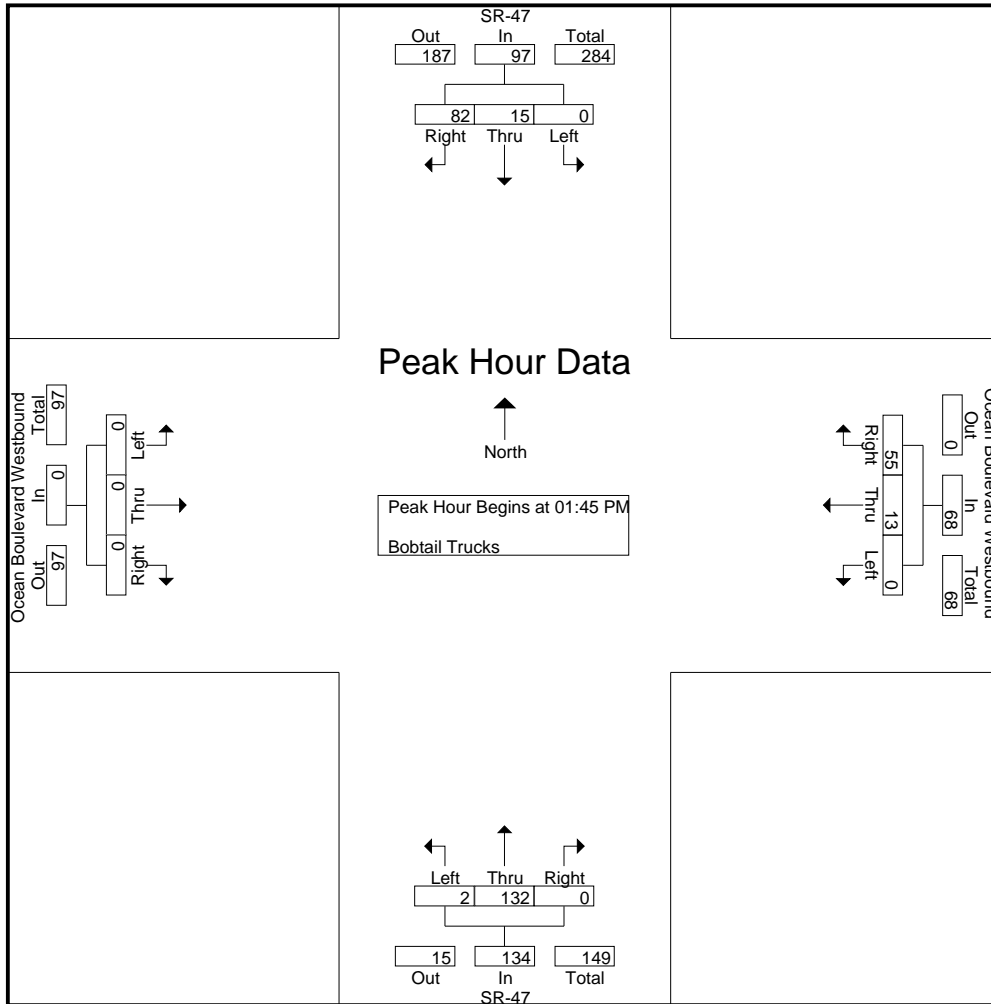 SR-47
Out In Total
187 97 284
82 15 0
Right Thru Left
Peak Hour Data
North
Peak Hour Begins at 01:45 PM
Bobtail Trucks
Ocean Boulevard Westbound
Total In Out
97 0 97
0 0 0
Left Thru Right
Ocean Boulevard Westbound
Out In Total
0 68 68
55 13 0
Right Thru Left
Left Thru Right
2 132 0
15 134 149
Out In Total
SR-47